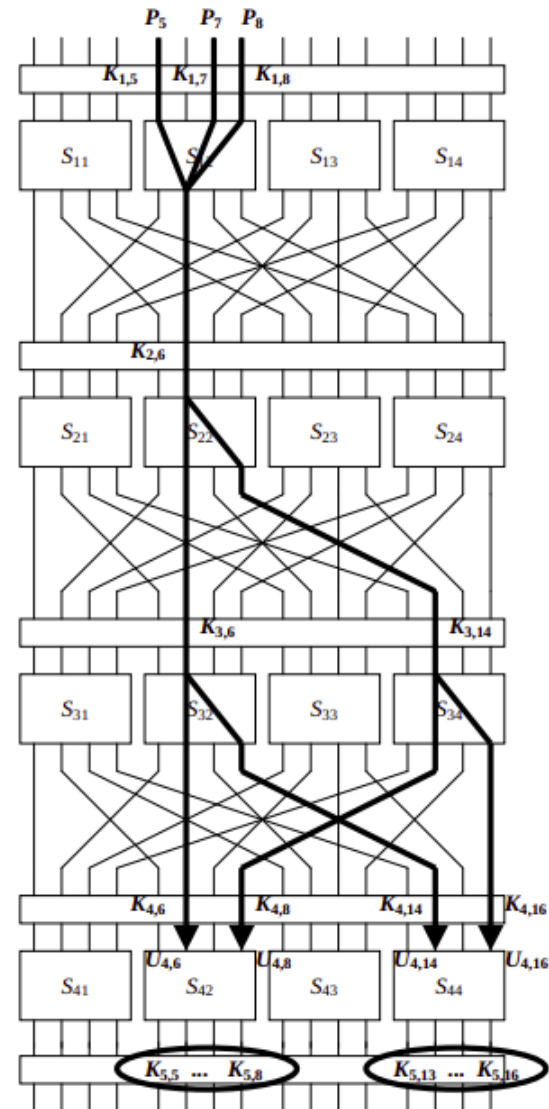 P5 P7 P8
K1,5 K1,7 K1,8
S11 S12 S13 S14
K2,6
S21 S22 S23 S24
K3,6 K3,14
S31 S32 S33 S34
K4,6 K4,8 K4,14 K4,16
U4,6 U4,8 U4,14 U4,16
S41 S42 S43 S44
K5,5 ... K5,8 K5,13 ... K5,16